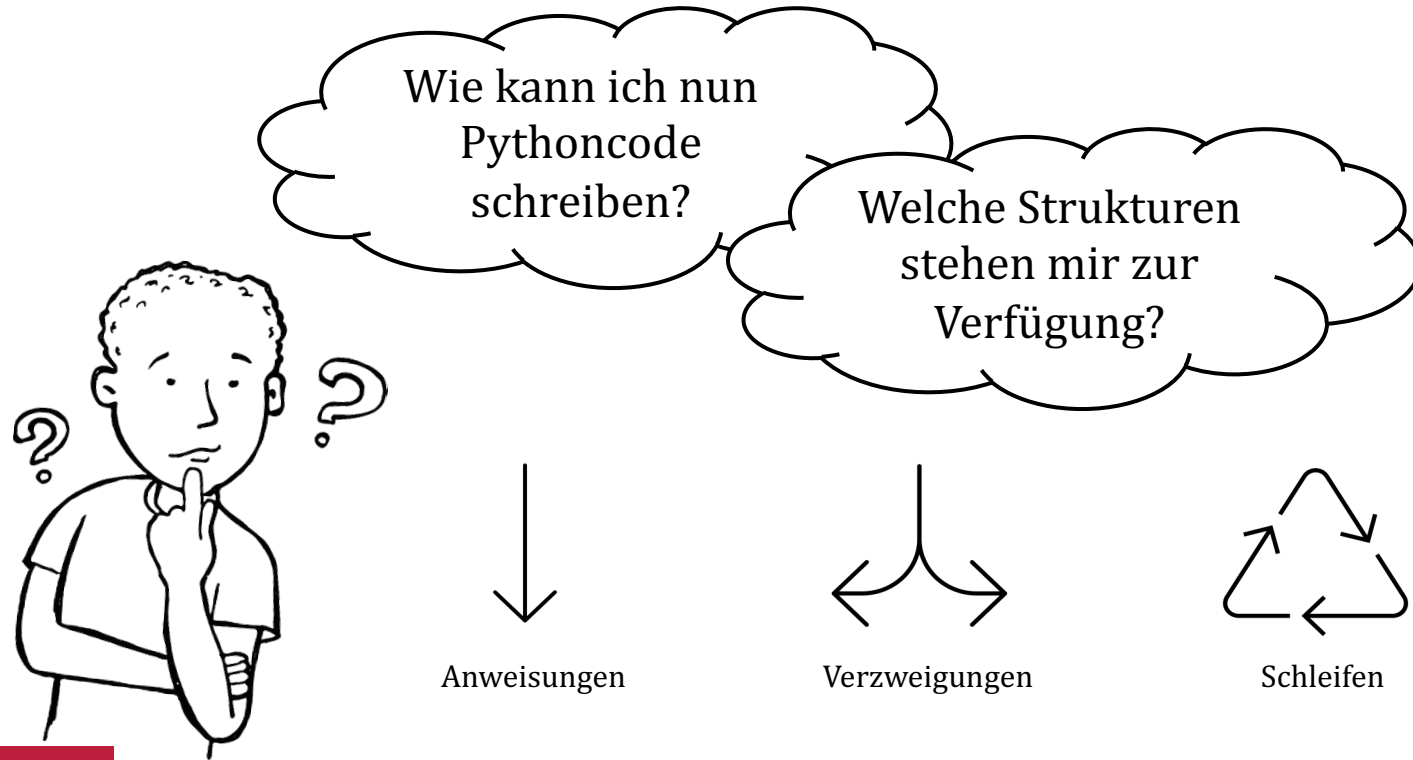 Wie kann ich nun
Pythoncode
schreiben?
Welche Strukturen
stehen mir zur
Verfügung?
?
?
Anweisungen
Verzweigungen
Schleifen